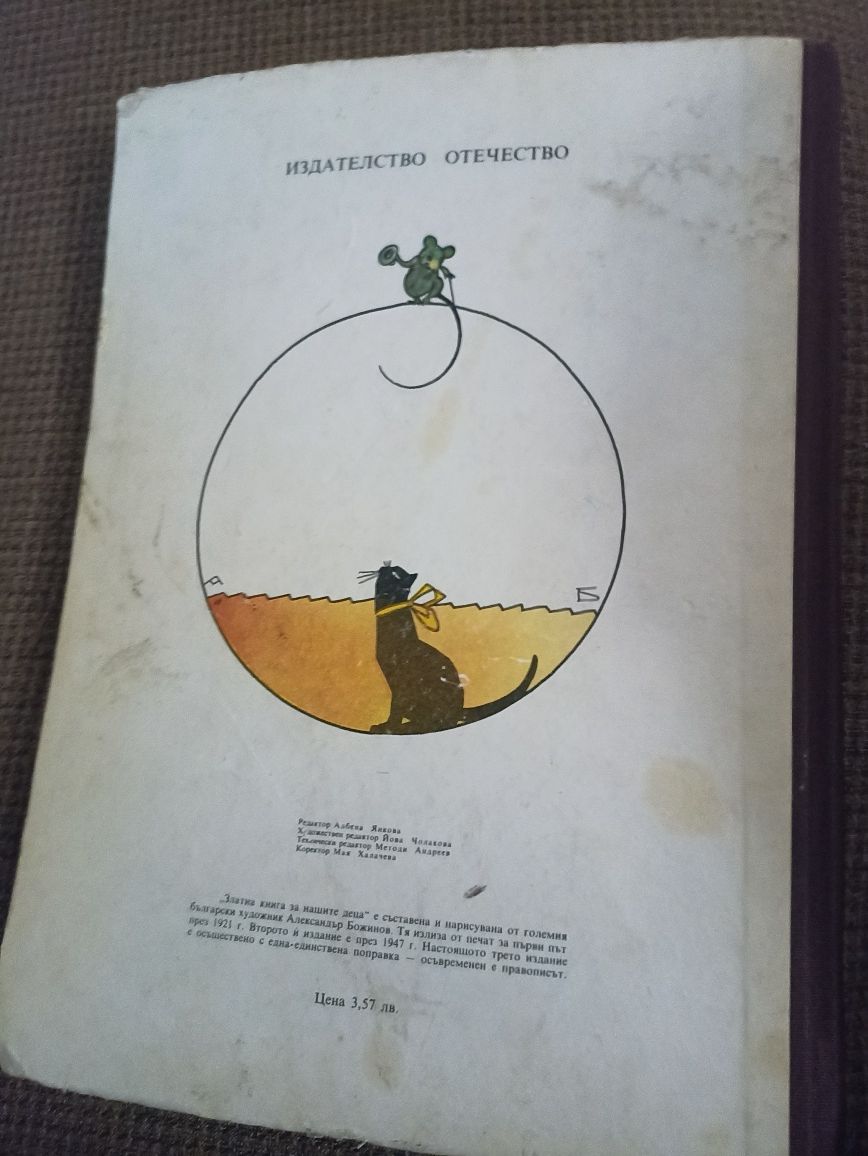 ИЗДАТЕЛСТВО ОТЕЧЕСТВО
А Б
Редактор Албена Янкова
Художествен редактор Йова Чолакова
Технически редактор Методи Андреев
Коректор Мая Халачева
„Златна книга за нашите деца“ е съставена и нарисувана от големия
български художник Александър Божинов. Тя излиза от печат за първи път
през 1921 г. Второто ѝ издание е през 1947 г. Настоящото трето издание
е осъществено с една-единствена поправка — осъвременен е правописът.
Цена 3,57 лв.